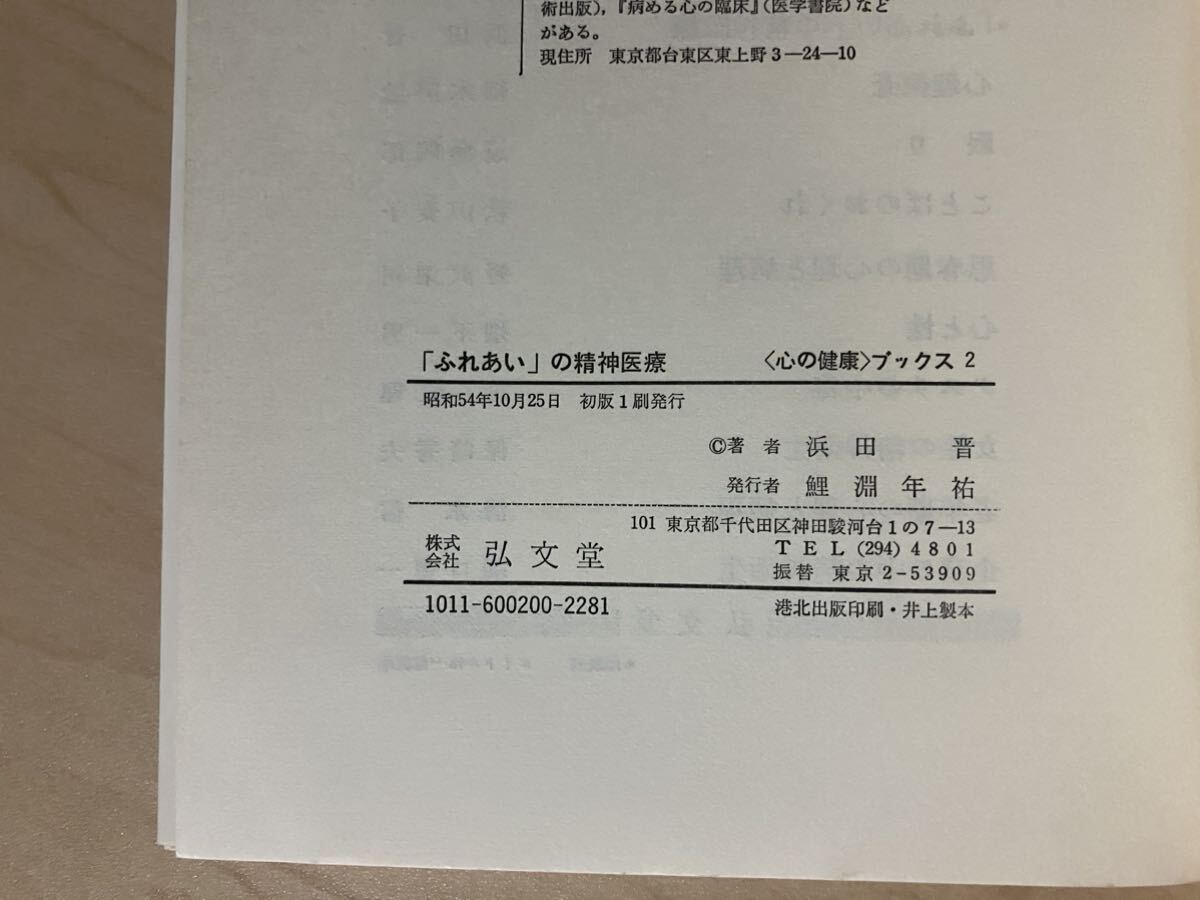 術出版),『病める心の臨床』(医学書院)など
がある。
現住所 東京都台東区東上野3―24―10
「ふれあい」の精神医療 〈心の健康〉ブックス 2
昭和54年10月25日 初版1刷発行
©著 者 浜 田 晋
発行者 鯉 淵 年 祐
101 東京都千代田区神田駿河台1の7―13
株式会社 弘文堂 TEL (294) 4801
振替 東京2-53909
1011-600200-2281 港北出版印刷・井上製本